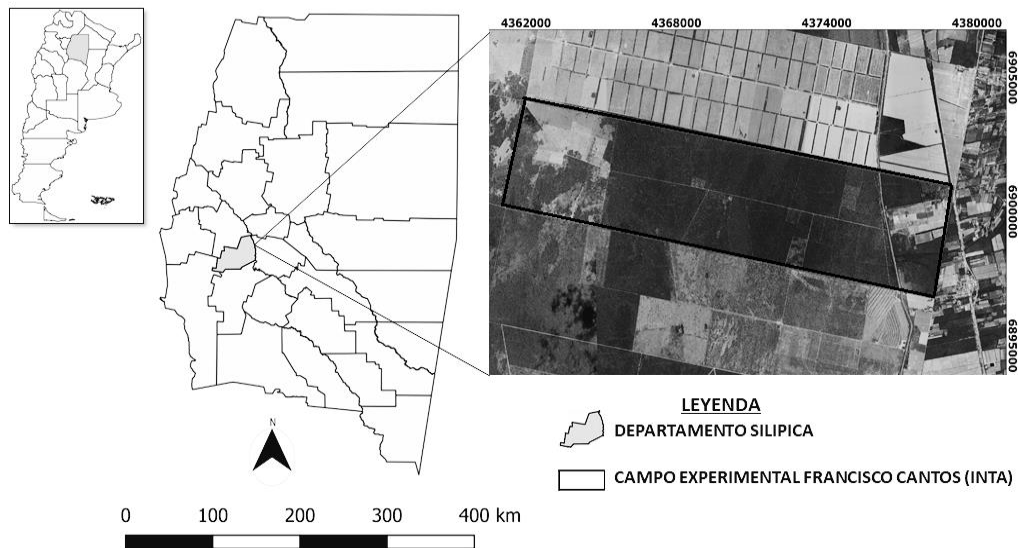 4362000 4368000 4374000 4380000
6905000
6900000
6895000
N
LEYENDA
DEPARTAMENTO SILIPICA
CAMPO EXPERIMENTAL FRANCISCO CANTOS (INTA)
0 100 200 300 400 km